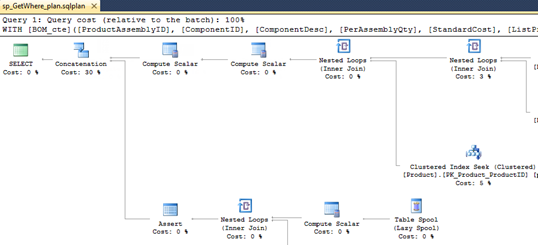 sp_GetWhere_plan.sqlplan ×
Query 1: Query cost (relative to the batch): 100%
WITH [BOM_cte]([ProductAssemblyID], [ComponentID], [ComponentDesc], [PerAssemblyQty], [StandardCost], [ListPr
SELECT
Cost: 0 %
Concatenation
Cost: 30 %
Compute Scalar
Cost: 0 %
Compute Scalar
Cost: 0 %
Nested Loops
(Inner Join)
Cost: 0 %
Nested Loops
(Inner Join)
Cost: 3 %
Clustered Index Seek (Clustered)
[Product].[PK_Product_ProductID] [p
Cost: 5 %
Assert
Cost: 0 %
Nested Loops
(Inner Join)
Cost: 0 %
Compute Scalar
Cost: 0 %
Table Spool
(Lazy Spool)
Cost: 0 %